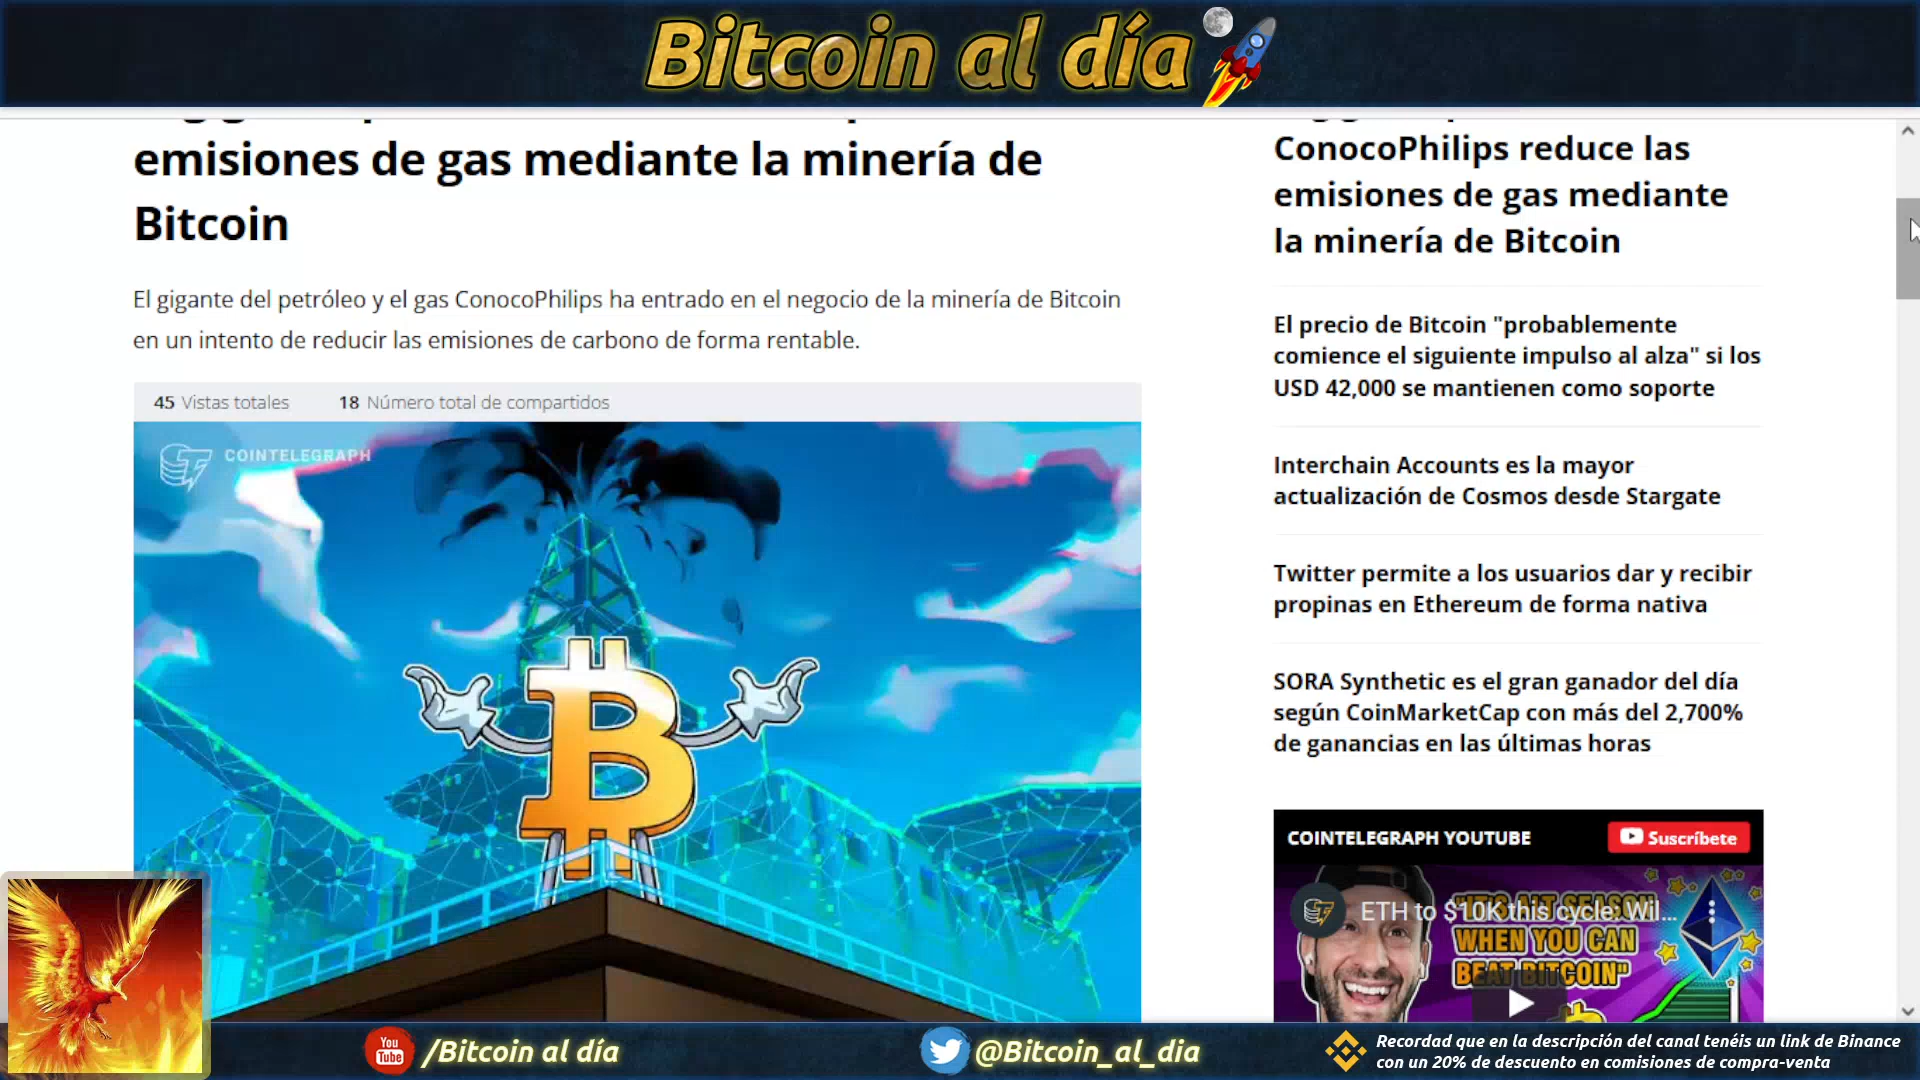 Bitcoin al día
emisiones de gas mediante la minería de
Bitcoin
El gigante del petróleo y el gas ConocoPhilips ha entrado en el negocio de la minería de Bitcoin
en un intento de reducir las emisiones de carbono de forma rentable.
45 Vistas totales 18 Número total de compartidos
COINTELEGRAPH
ConocoPhilips reduce las
emisiones de gas mediante
la minería de Bitcoin
El precio de Bitcoin "probablemente
comience el siguiente impulso al alza" si los
USD 42,000 se mantienen como soporte
Interchain Accounts es la mayor
actualización de Cosmos desde Stargate
Twitter permite a los usuarios dar y recibir
propinas en Ethereum de forma nativa
SORA Synthetic es el gran ganador del día
según CoinMarketCap con más del 2,700%
de ganancias en las últimas horas
COINTELEGRAPH YOUTUBE
Suscríbete
ETH to $10K this cycle: Wil...
"IT'S ALT SEASON
WHEN YOU CAN
BEAT BITCOIN"
You
Tube
/Bitcoin al día
@Bitcoin_al_dia
Recordad que en la descripción del canal tenéis un link de Binance
con un 20% de descuento en comisiones de compra-venta